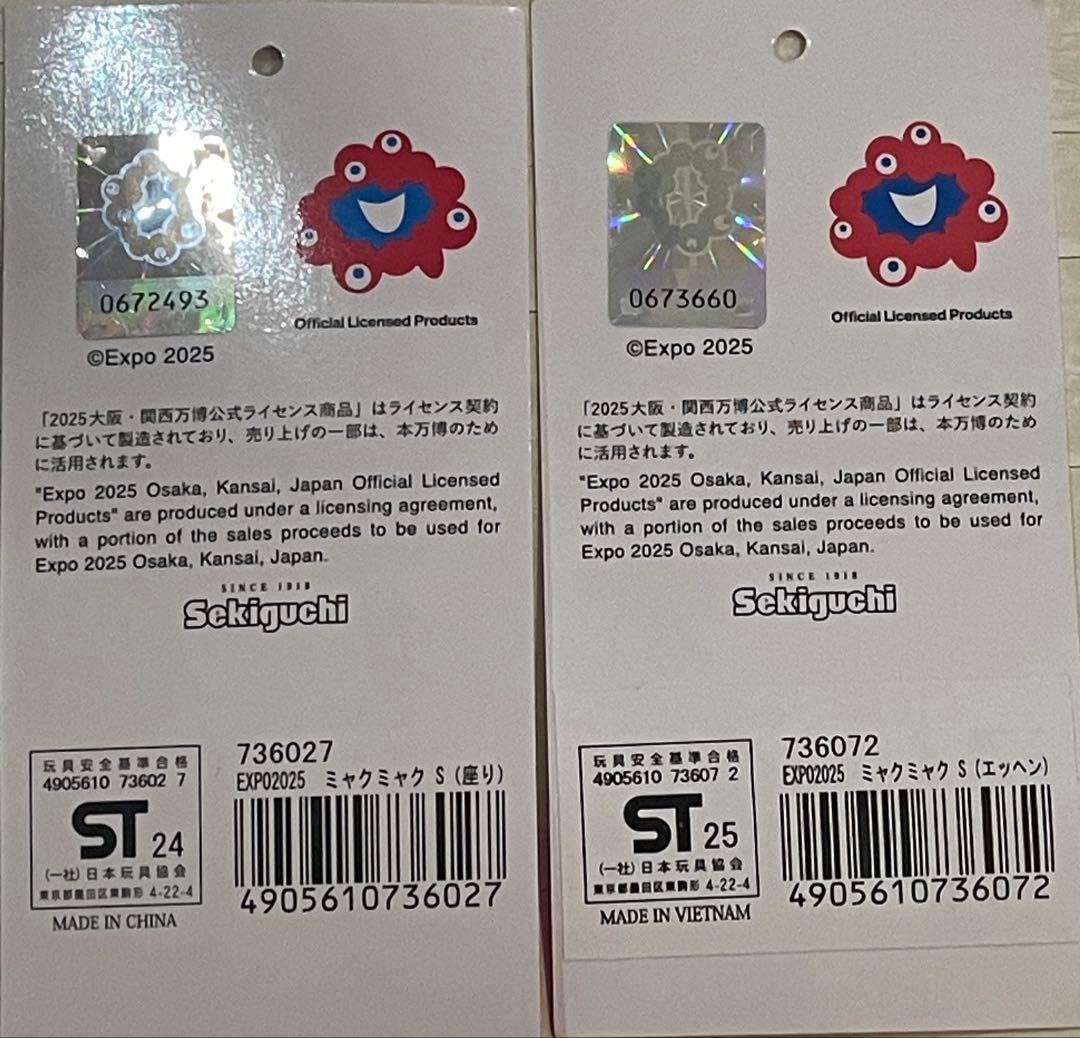 0672493
Official Licensed Products
©Expo 2025
「2025大阪・関西万博公式ライセンス商品」はライセンス契約
に基づいて製造されており、売り上げの一部は、本万博のため
に活用されます。
"Expo 2025 Osaka, Kansai, Japan Official Licensed
Products" are produced under a licensing agreement,
with a portion of the sales proceeds to be used for
Expo 2025 Osaka, Kansai, Japan.
SINCE 1918
Sekiguchi
玩具安全基準合格
4905610 73602 7
ST 24
(一社)日本玩具協会
東京都墨田区東駒形 4-22-4
MADE IN CHINA
736027
EXPO2025 ミャクミャク S (座り)
4905610736027
0673660
Official Licensed Products
©Expo 2025
「2025大阪・関西万博公式ライセンス商品」はライセンス契約
に基づいて製造されており、売り上げの一部は、本万博のため
に活用されます。
"Expo 2025 Osaka, Kansai, Japan Official Licensed
Products" are produced under a licensing agreement,
with a portion of the sales proceeds to be used for
Expo 2025 Osaka, Kansai, Japan.
SINCE 1918
Sekiguchi
玩具安全基準合格
4905610 73607 2
ST 25
(一社)日本玩具協会
東京都墨田区東駒形 4-22-4
MADE IN VIETNAM
736072
EXPO2025 ミャクミャク S (エッヘン)
4905610736072